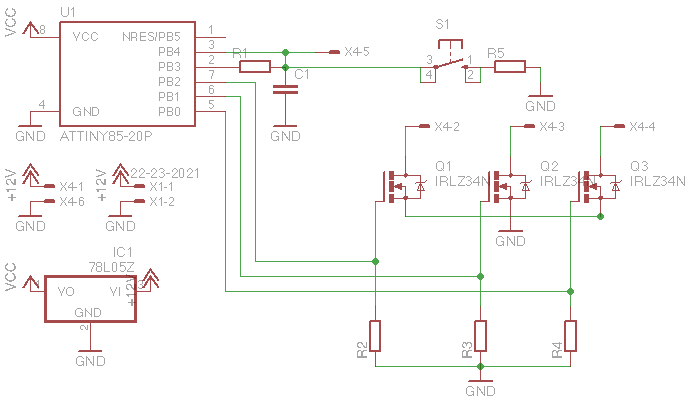 U1
VCC
8
VCC
NRES/PB5
1
PB4
3
PB3
2
PB2
7
PB1
6
GND
4
PB0
5
GND
ATTINY85-20P
R1
X4-5
C1
GND
S1
3
1
4
2
R5
GND
X4-2
X4-3
X4-4
Q1
IRLZ34N
Q2
IRLZ34N
Q3
IRLZ34N
GND
+12V
X4-1
X4-6
GND
+12V
22-23-2021
X1-1
X1-2
GND
IC1
78L05Z
VCC
1
VO
VI
3
+12V
GND
2
GND
R2
R3
R4
GND